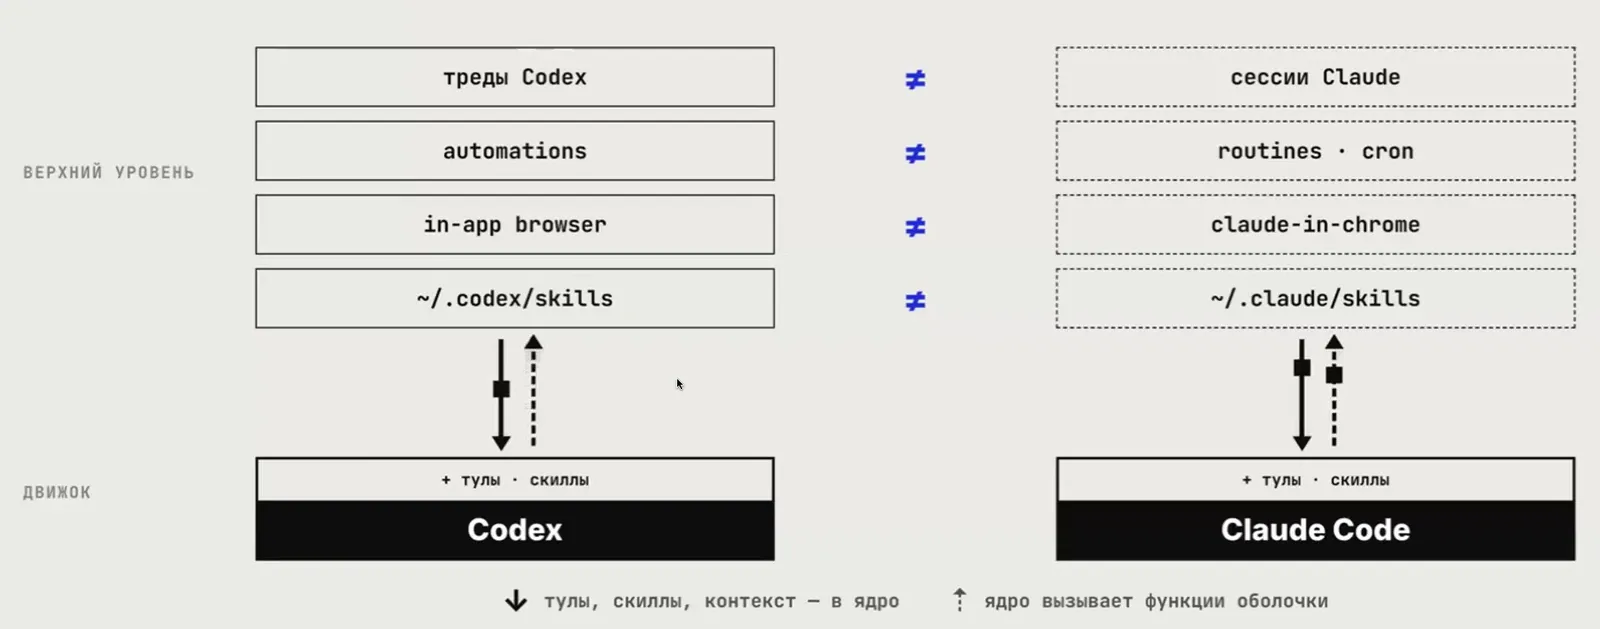 треды Codex
≠
сессии Claude
automations
≠
routines · cron
ВЕРХНИЙ УРОВЕНЬ
in-app browser
≠
claude-in-chrome
~/.codex/skills
≠
~/.claude/skills
ДВИЖОК
+ тулы · скиллы
Codex
+ тулы · скиллы
Claude Code
тулы, скиллы, контекст — в ядро
ядро вызывает функции оболочки